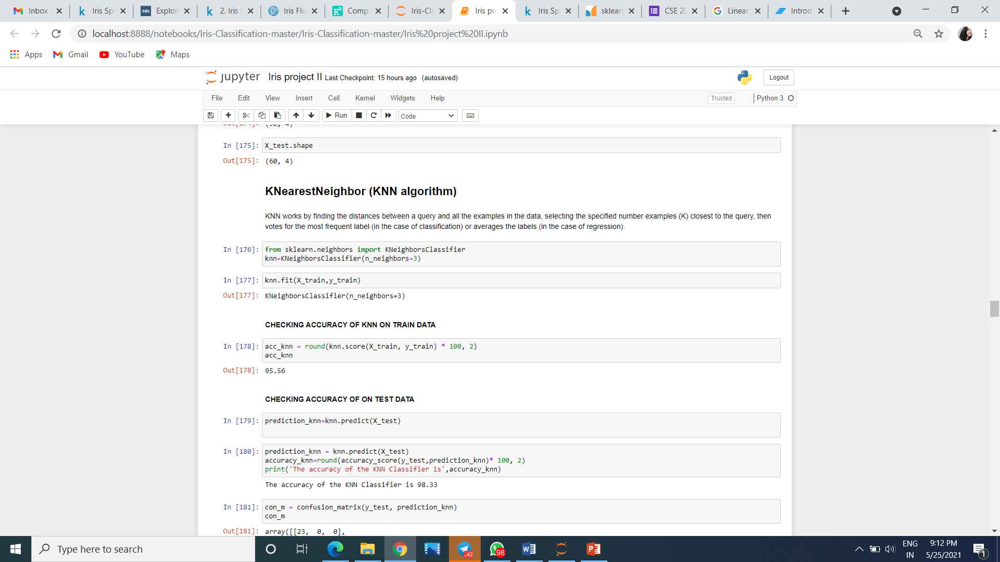 Inbox
Iris Sp
tds Explor
2. Iris
Iris Flo
Comp
Iris-Cla
Iris pro
Iris Sp
sklear
CSE 20
Linear
Introd
localhost:8888/notebooks/Iris-Classification-master/Iris-Classification-master/Iris%20project%20II.ipynb
Apps Gmail YouTube Maps
jupyter Iris project II Last Checkpoint: 15 hours ago (autosaved)
Logout
File Edit View Insert Cell Kernel Widgets Help
Trusted
Python 3
Run
Code
In [175]: X_test.shape
Out[175]: (60, 4)
KNearestNeighbor (KNN algorithm)
KNN works by finding the distances between a query and all the examples in the data, selecting the specified number examples (K) closest to the query, then
votes for the most frequent label (in the case of classification) or averages the labels (in the case of regression).
In [176]: from sklearn.neighbors import KNeighborsClassifier
knn=KNeighborsClassifier(n_neighbors=3)
In [177]: knn.fit(X_train,y_train)
Out[177]: KNeighborsClassifier(n_neighbors=3)
CHECKING ACCURACY OF KNN ON TRAIN DATA
In [178]: acc_knn = round(knn.score(X_train, y_train) * 100, 2)
acc_knn
Out[178]: 95.56
CHECKING ACCURACY OF ON TEST DATA
In [179]: prediction_knn=knn.predict(X_test)
In [180]: prediction_knn = knn.predict(X_test)
accuracy_knn=round(accuracy_score(y_test,prediction_knn)* 100, 2)
print('The accuracy of the KNN Classifier is',accuracy_knn)
The accuracy of the KNN Classifier is 98.33
In [181]: con_m = confusion_matrix(y_test, prediction_knn)
con_m
Out[181]: array([[23, 0, 0],
Type here to search
..42
98
ENG
IN
9:12 PM
5/25/2021
1